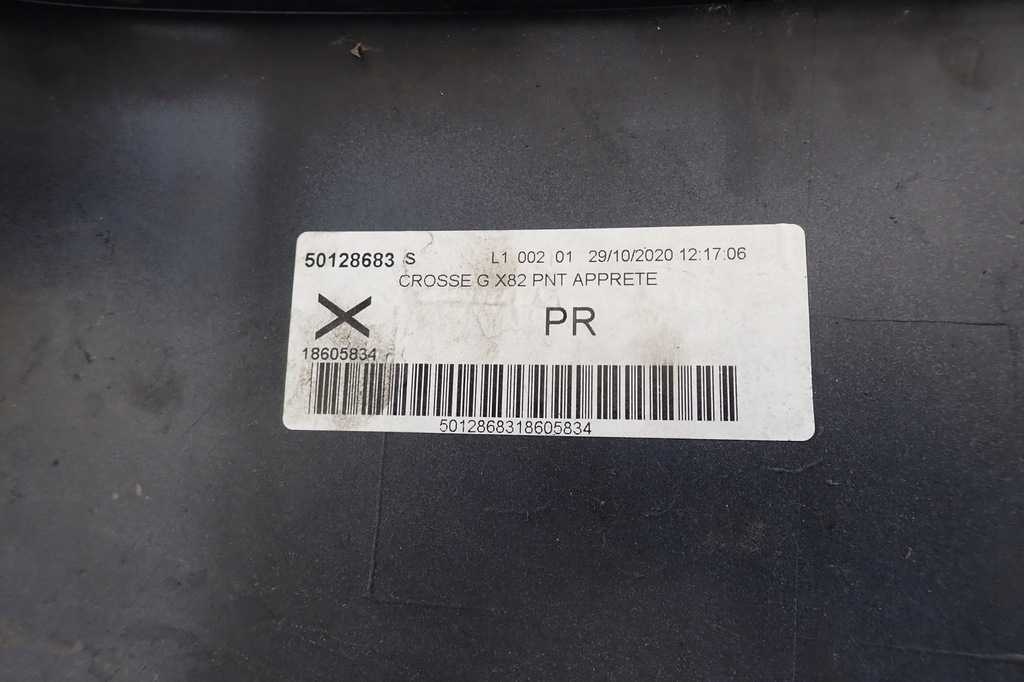 50128683 S L1 002 01 29/10/2020 12:17:06
CROSSE G X82 PNT APPRETE
X PR
18605834
5012868318605834